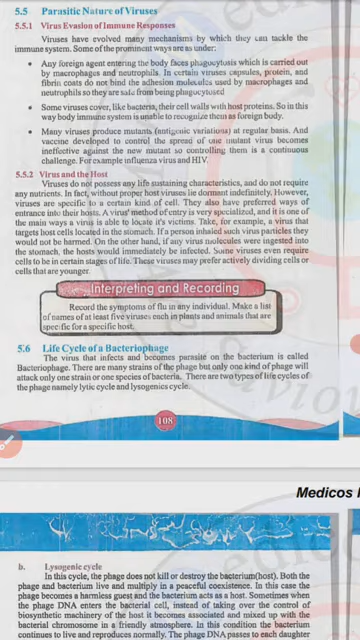 5.5 Parasitic Nature of Viruses
5.5.1 Virus Evasion of Immune Responses
Viruses have evolved many mechanisms by which they can tackle the
immune system. Some of the prominent ways are as under:
• Any foreign agent entering the body faces phagocytosis which is carried out
by macrophages and neutrophils. In certain viruses capsules, protein, and
fibrin coats do not bind the adhesion molecules used by macrophages and
neutrophils so they are safe from being phagocytosed
• Some viruses cover, like bacteria, their cell walls with host proteins. So in this
way body immune system is unable to recognize them as foreign body.
• Many viruses produce mutants (antigonic variations) at regular basis. And
vaccine developed to control the spread of one mutant virus becomes
ineffective against the now mutant so controlling them is a continuous
challenge. For example influenza virus and HIV.
5.5.2 Virus and the Host
Viruses do not possess any life sustaining characteristics, and do not require
any nutrients. In fact, without proper host viruses lie dormant indefinitely. However,
viruses are specific to a certain kind of cell. They also have preferred ways of
entrance into their hosts. A virus' method of entry is very specialized, and it is one of
the main ways a virus is able to locate it's victims. Take, for example, a virus that
targets host cells located in the stomach. If a person inhaled such virus particles they
would not be harmed. On the other hand, if any virus molecules were ingested into
the stomach, the hosts would immediately be infected. Some viruses even require
cells to be in certain stages of life. These viruses may prefer actively dividing cells or
cells that are younger.
Interpreting and Recording
Record the symptoms of flu in any individual. Make a list
of names of at least five viruses each in plants and animals that are
specific for a specific host.
5.6 Life Cycle of a Bacteriophage
The virus that infects and becomes parasite on the bacterium is called
Bacteriophage. There are many strains of the phage but only one kind of phage will
attack only one strain or one species of bacteria. There are two types of life cycles of
the phage namely lytic cycle and lysogenics cycle.
108
Medicos
b. Lysogenic cycle
In this cycle, the phage does not kill or destroy the bacterium(host). Both the
phage and bacterium live and multiply in a peaceful coexistence. In this case the
phage becomes a harmless guest and the bacterium acts as a host. Sometimes when
the phage DNA enters the bacterial cell, instead of taking over the control of
biosynthetic machinery of the host it becomes associated and mixed up with the
bacterial chromosome in a friendly atmosphere. In this condition the bacterium
continues to live and reproduces normally. The phage DNA passes to each daughter